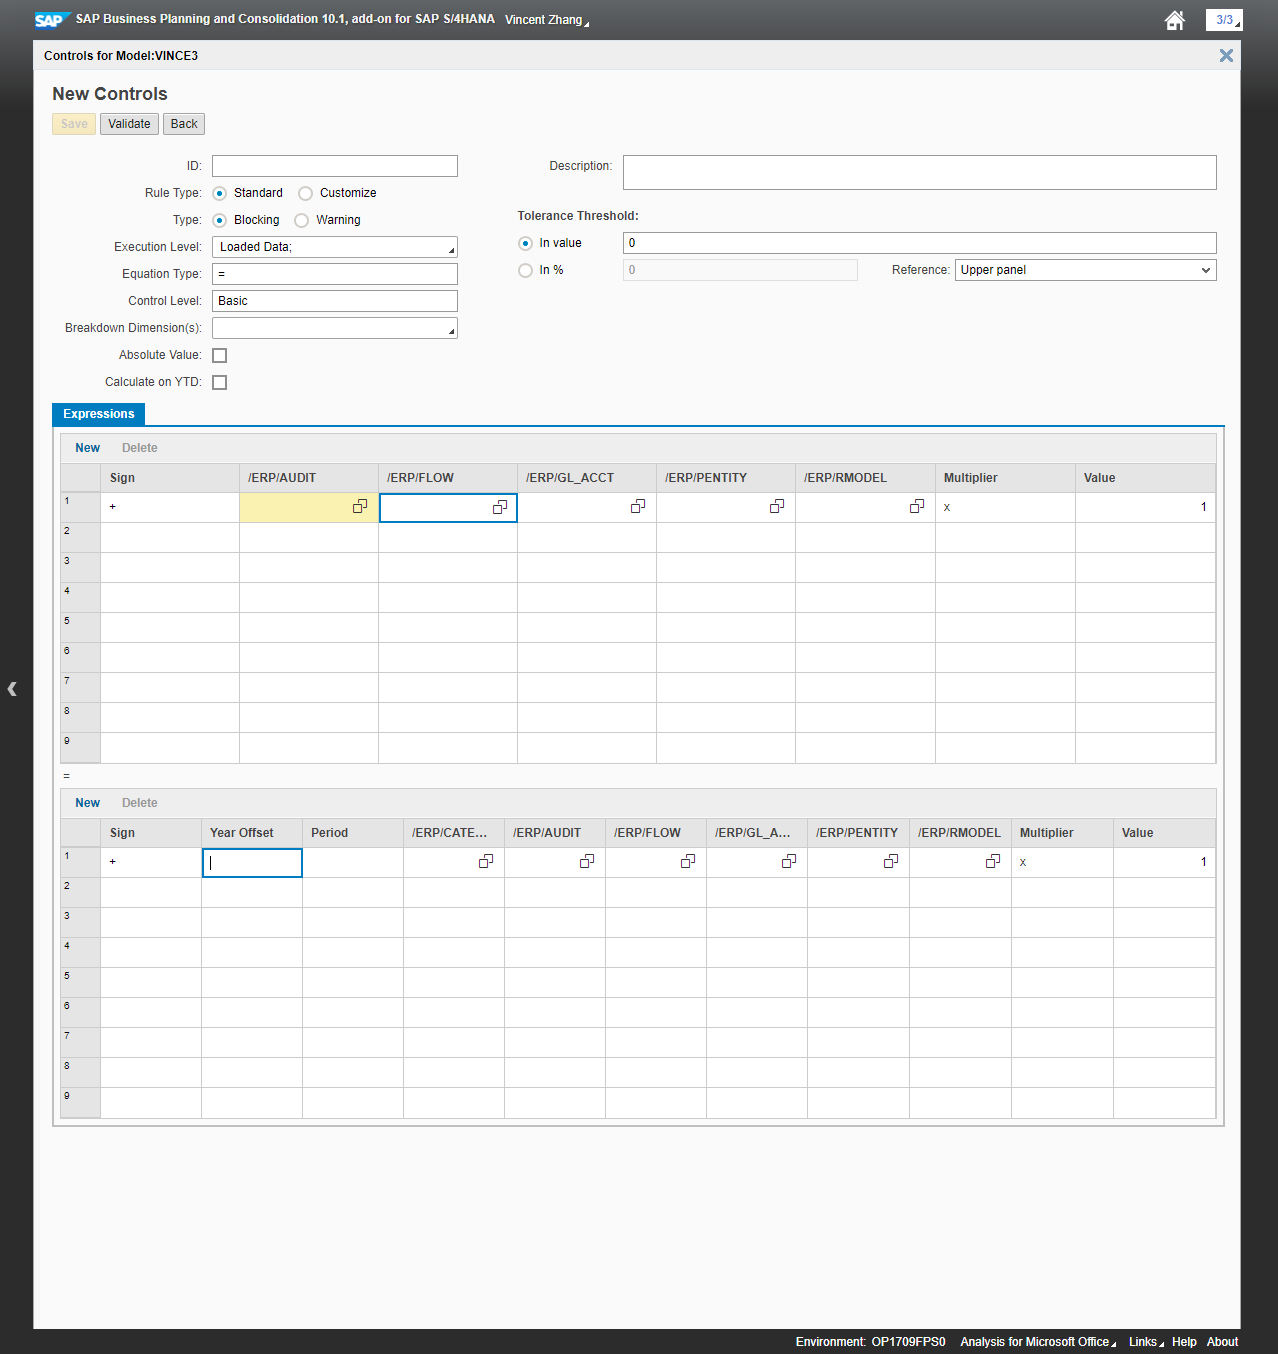 SAP SAP Business Planning and Consolidation 10.1, add-on for SAP S/4HANA Vincent Zhang 3/3
Controls for Model:VINCE3
New Controls
Save Validate Back
ID: Description:
Rule Type: Standard Customize
Type: Blocking Warning Tolerance Threshold:
Execution Level: Loaded Data; In value 0
Equation Type: = In % 0 Reference: Upper panel
Control Level: Basic
Breakdown Dimension(s):
Absolute Value:
Calculate on YTD:
Expressions
New Delete
Sign /ERP/AUDIT /ERP/FLOW /ERP/GL_ACCT /ERP/PENTITY /ERP/RMODEL Multiplier Value
1 + x 1
2
3
4
5
6
7
8
9
=
New Delete
Sign Year Offset Period /ERP/CATE... /ERP/AUDIT /ERP/FLOW /ERP/GL_A... /ERP/PENTITY /ERP/RMODEL Multiplier Value
1 + x 1
2
3
4
5
6
7
8
9
Environment: OP1709FPS0 Analysis for Microsoft Office Links Help About